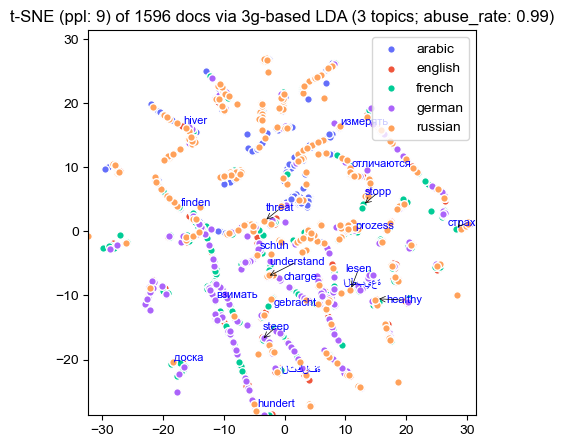 t-SNE (ppl: 9) of 1596 docs via 3g-based LDA (3 topics; abuse_rate: 0.99)
30
20
10
0
−10
−20
−30
−20
−10
0
10
20
30
arabic
english
french
german
russian
hiver
измерять
отличаются
stopp
finden
threat
страх
prozess
schuh
understand
lesen
charge
взимать
gebracht
healthy
steep
доска
hundert